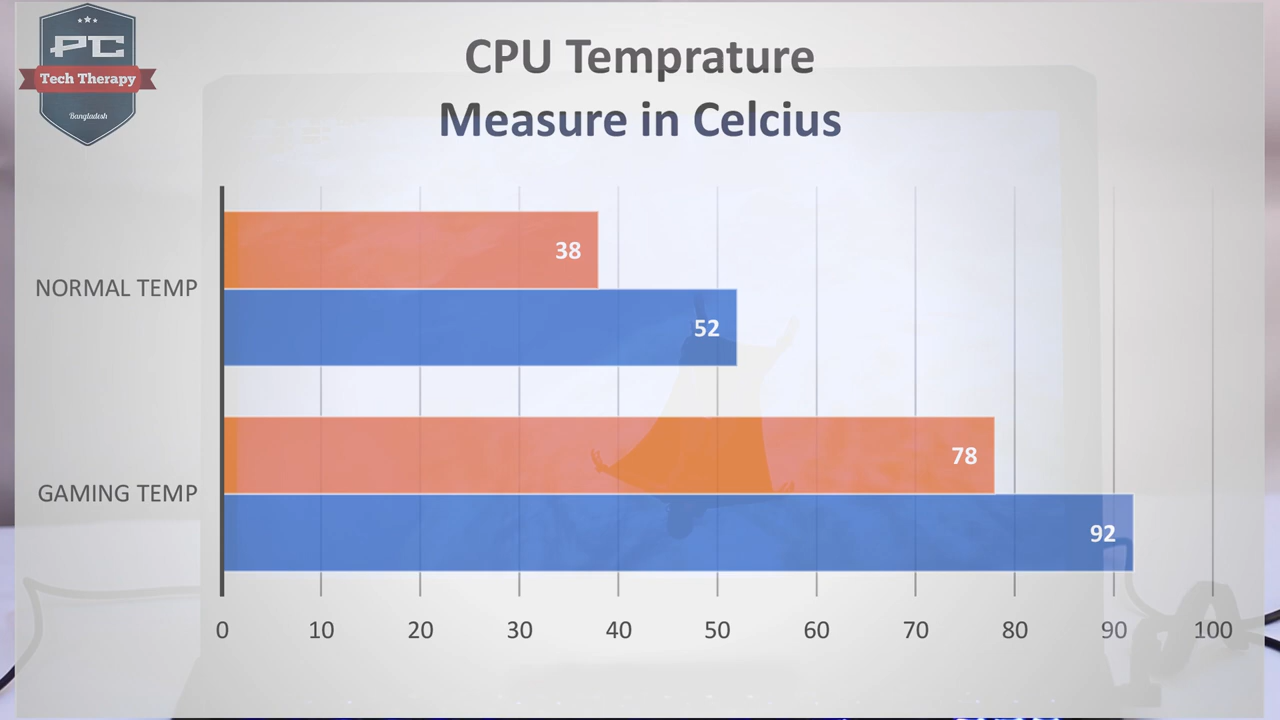 PC
Tech Therapy
Bangladesh
CPU Temprature
Measure in Celcius
NORMAL TEMP
38
52
GAMING TEMP
78
92
0 10 20 30 40 50 60 70 80 90 100